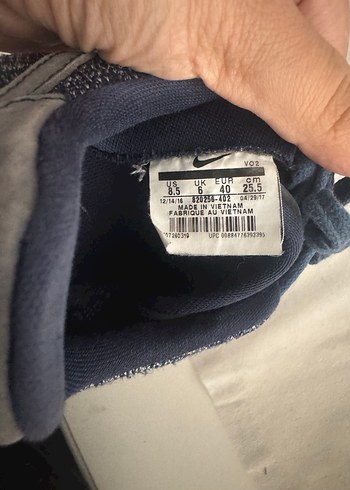 VO2
US UK EUR cm
8.5 6 40 25.5
12/14/16 820256-402 04/29/17
MADE IN VIETNAM
FABRIQUE AU VIETNAM